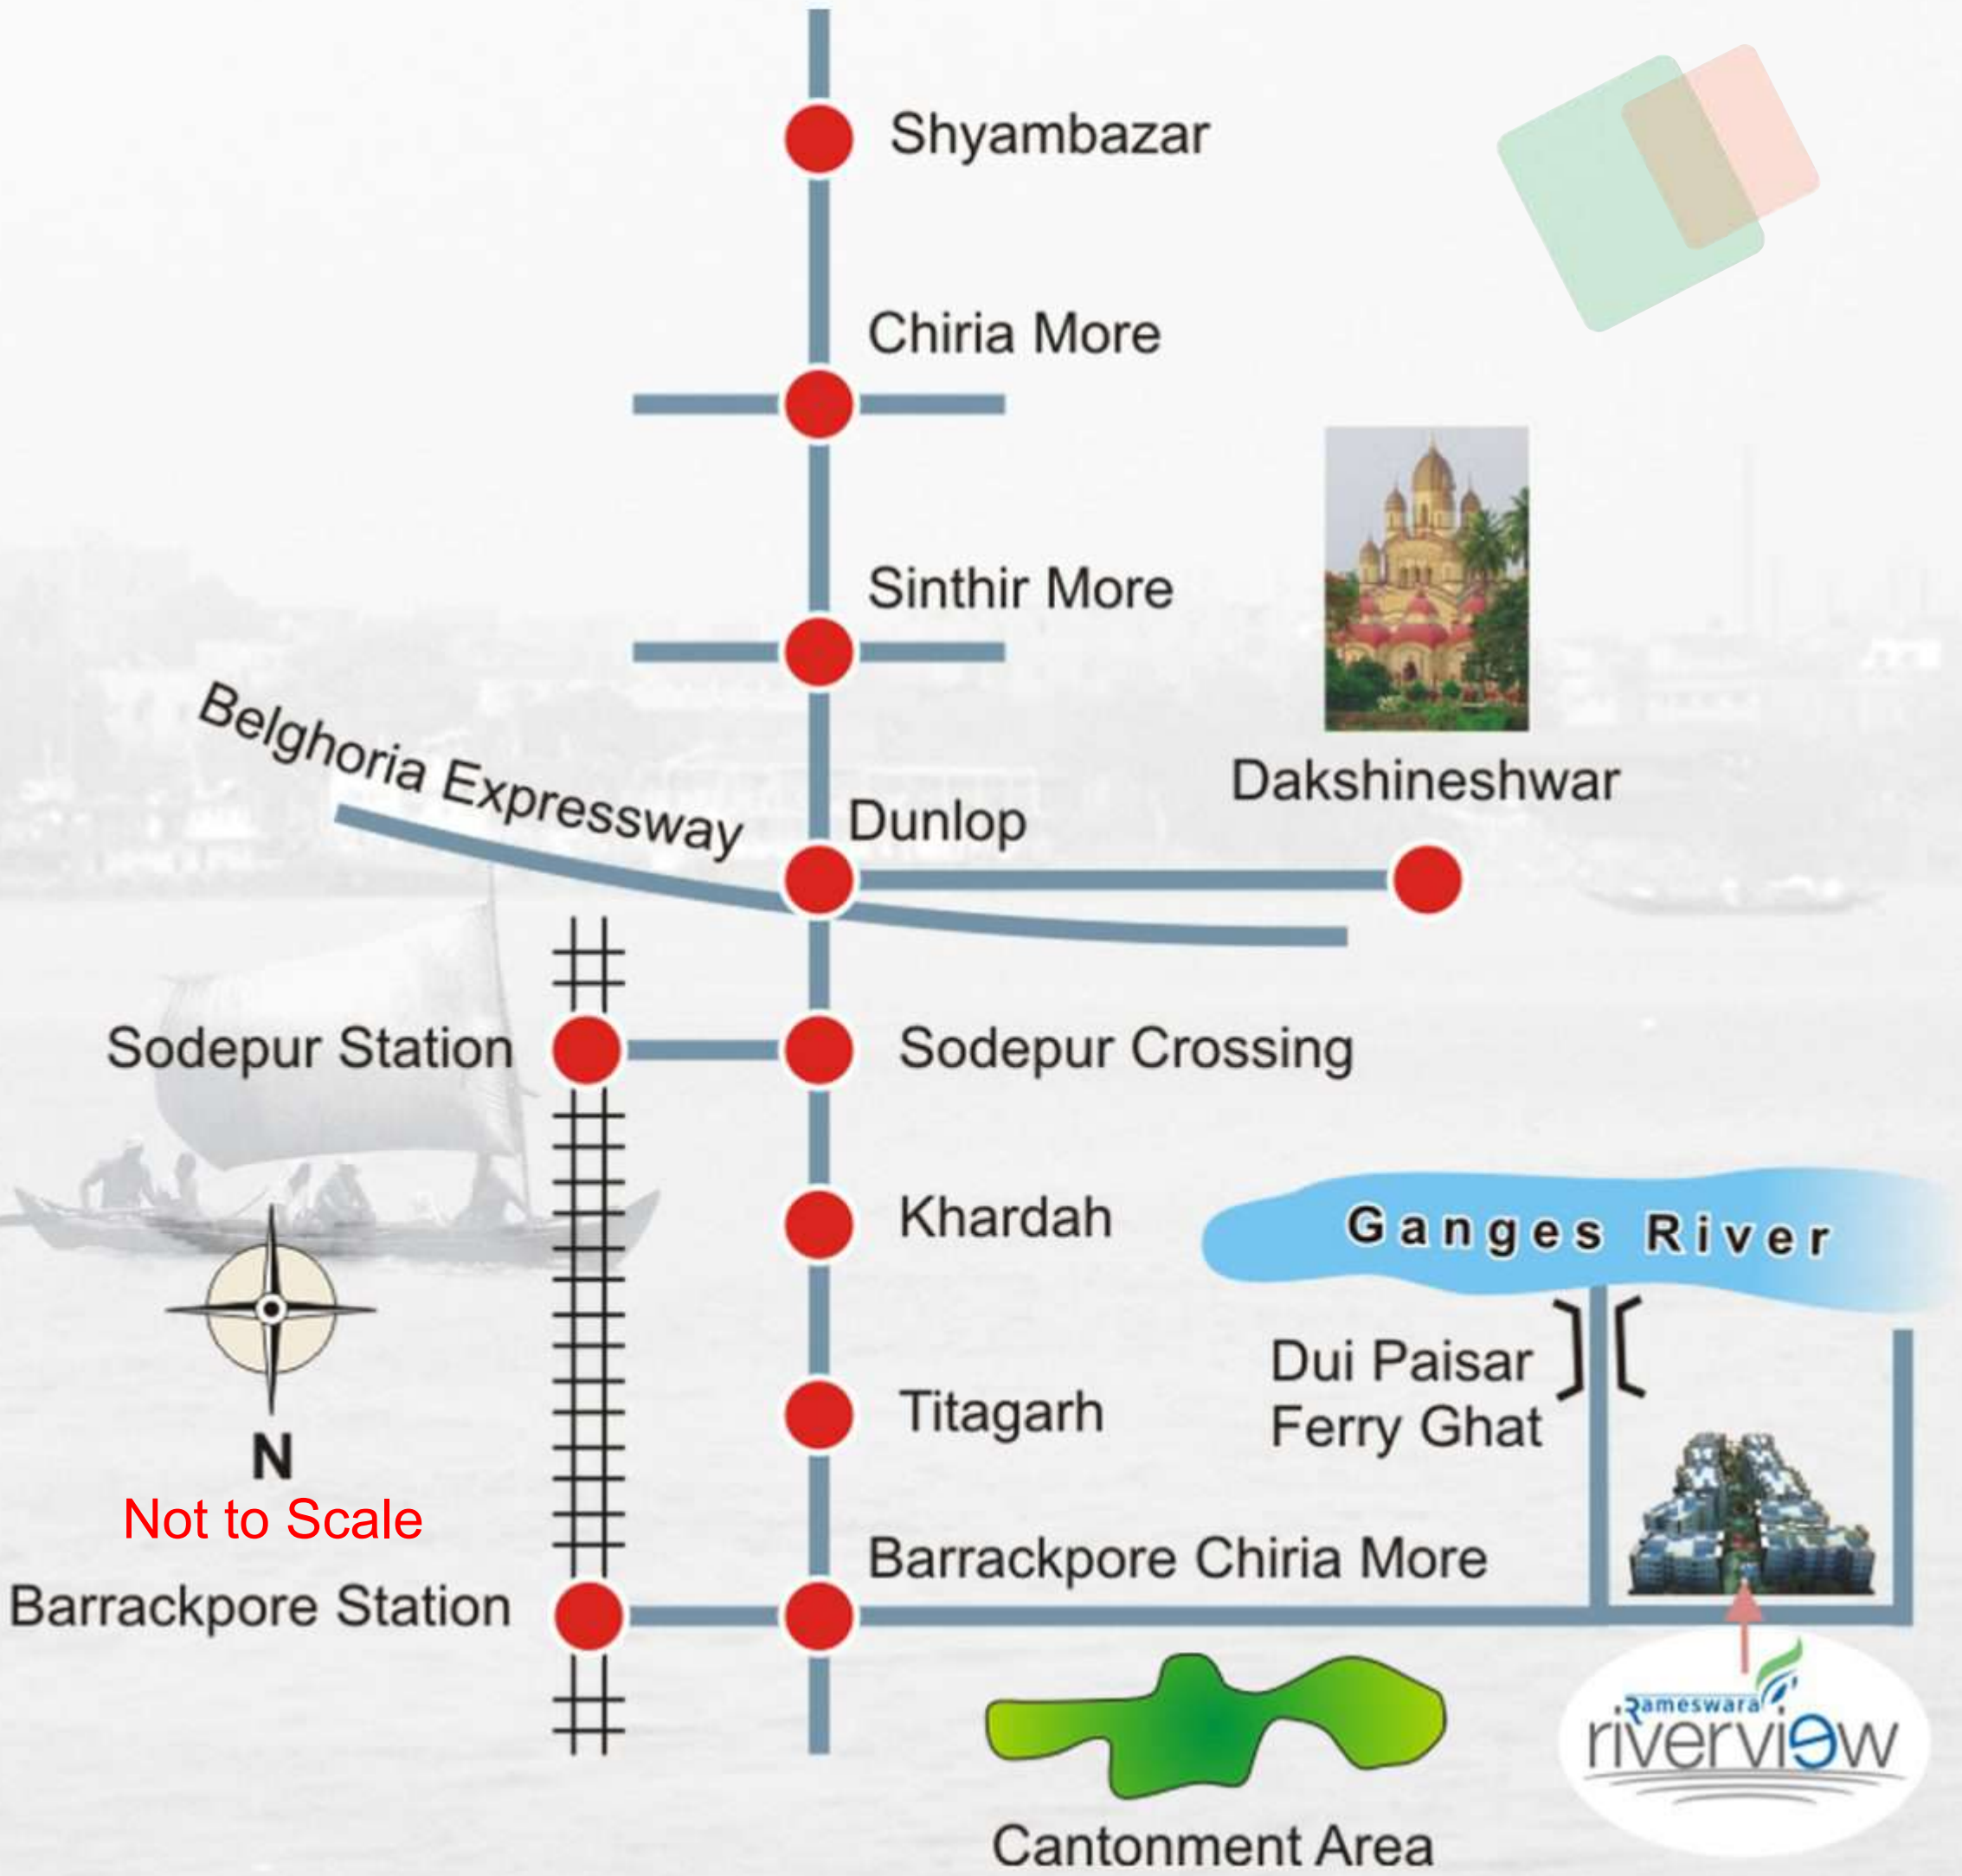 Shyambazar
Chiria More
Sinthir More
Belghoria Expressway
Dunlop
Dakshineshwar
Sodepur Station
Sodepur Crossing
Khardah
Ganges River
Dui Paisar
Ferry Ghat
Titagarh
N
Not to Scale
Barrackpore Chiria More
Barrackpore Station
Rameswara
riverview
Cantonment Area